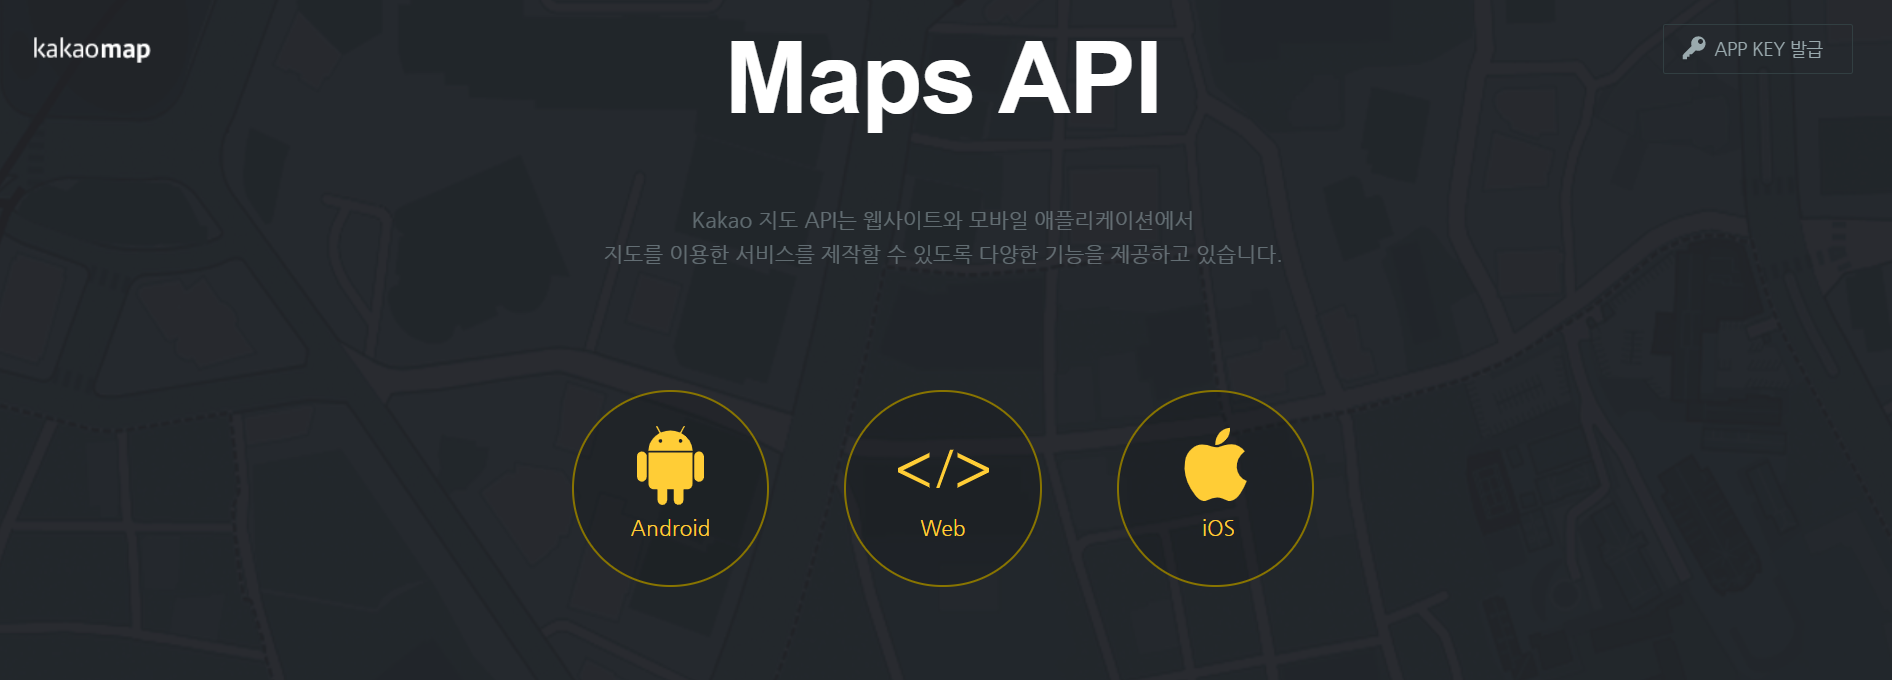 kakaomap
APP KEY 발급
Maps API
Kakao 지도 API는 웹사이트와 모바일 애플리케이션에서
지도를 이용한 서비스를 제작할 수 있도록 다양한 기능을 제공하고 있습니다.
</>
Android
Web
iOS